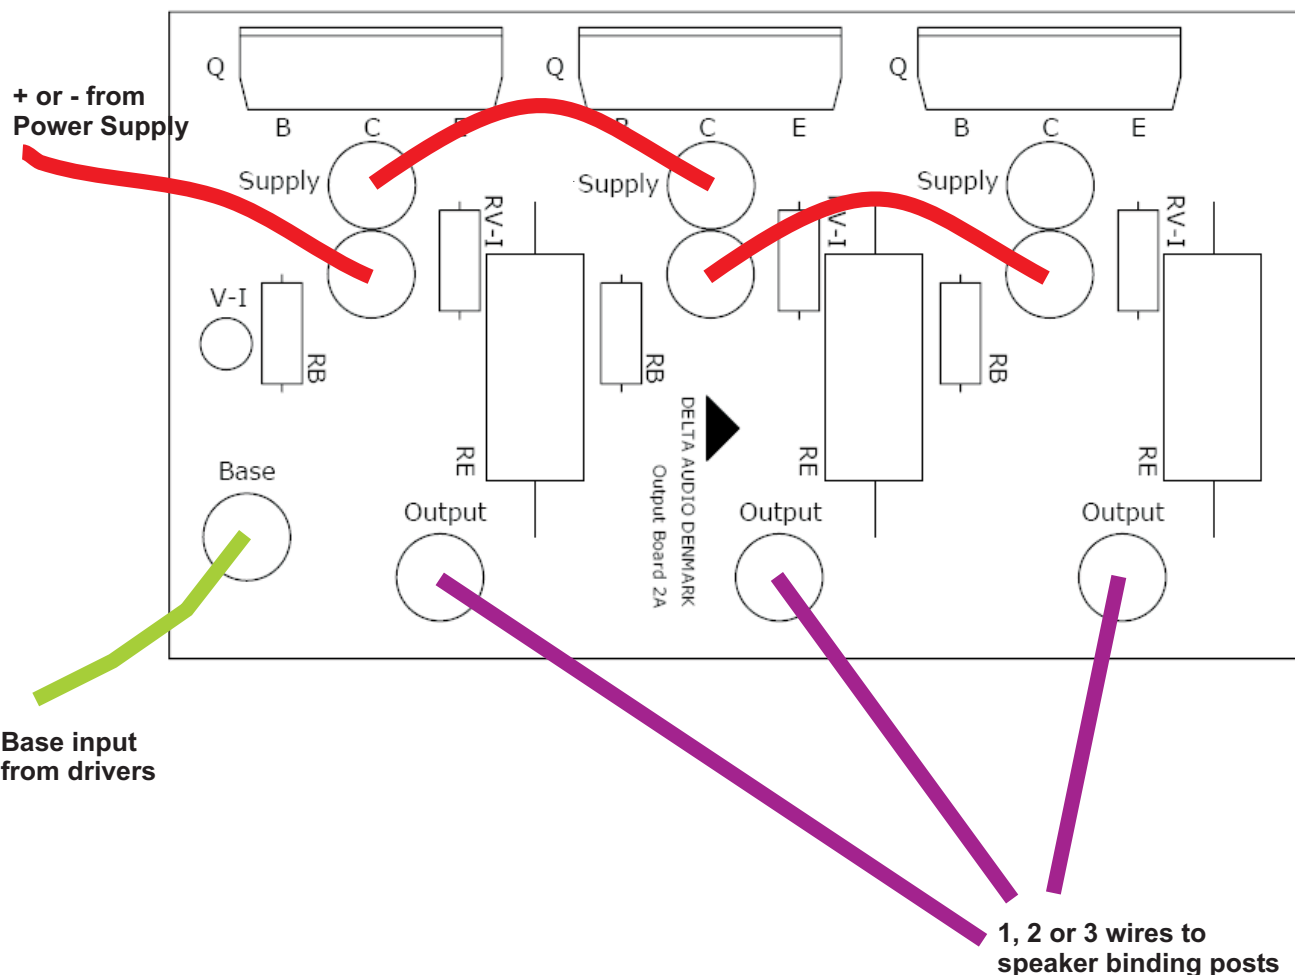 Q
Q
Q
+ or - from
Power Supply
B
C
E
B
C
E
B
C
E
Supply
Supply
Supply
RV-I
RV-I
RV-I
V-I
RB
RB
RB
RE
RE
RE
DELTA AUDIO DENMARK
Output Board 2A
Base
Output
Output
Output
Base input
from drivers
1, 2 or 3 wires to
speaker binding posts